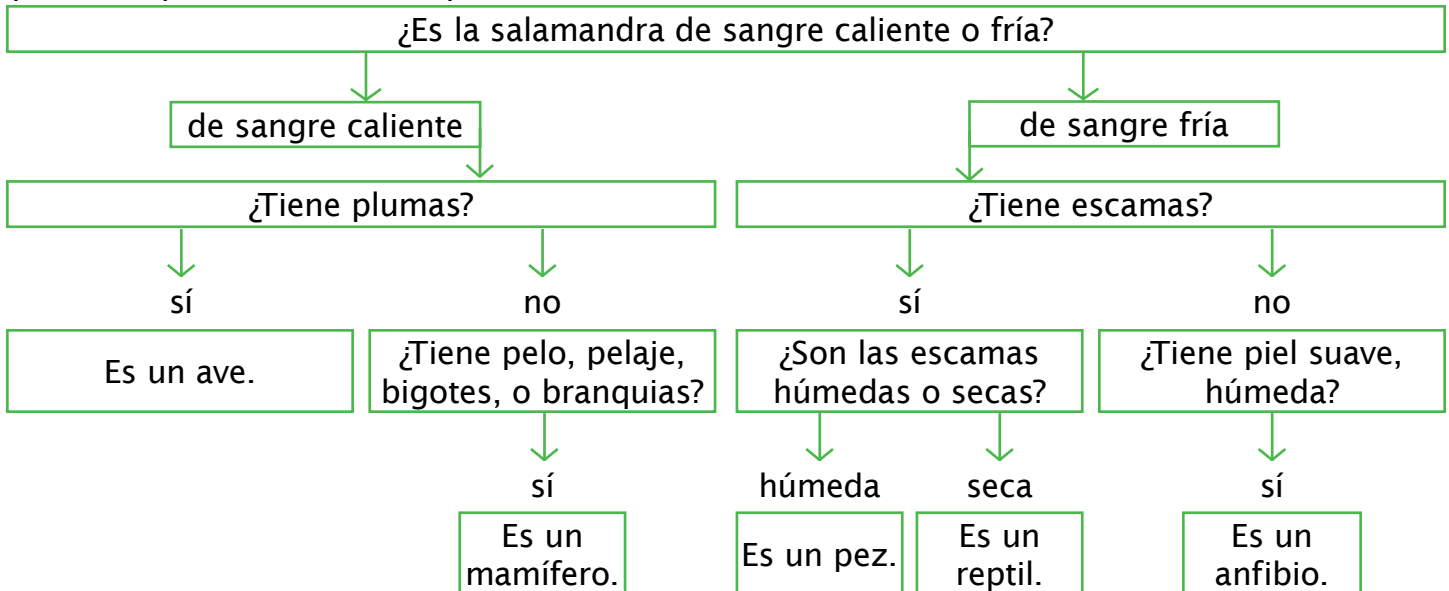 ¿Es la salamandra de sangre caliente o fría?
de sangre caliente
de sangre fría
¿Tiene plumas?
¿Tiene escamas?
sí
no
sí
no
Es un ave.
¿Tiene pelo, pelaje,
bigotes, o branquias?
¿Son las escamas
húmedas o secas?
¿Tiene piel suave,
húmeda?
sí
húmeda
seca
sí
Es un
mamífero.
Es un pez.
Es un
reptil.
Es un
anfibio.